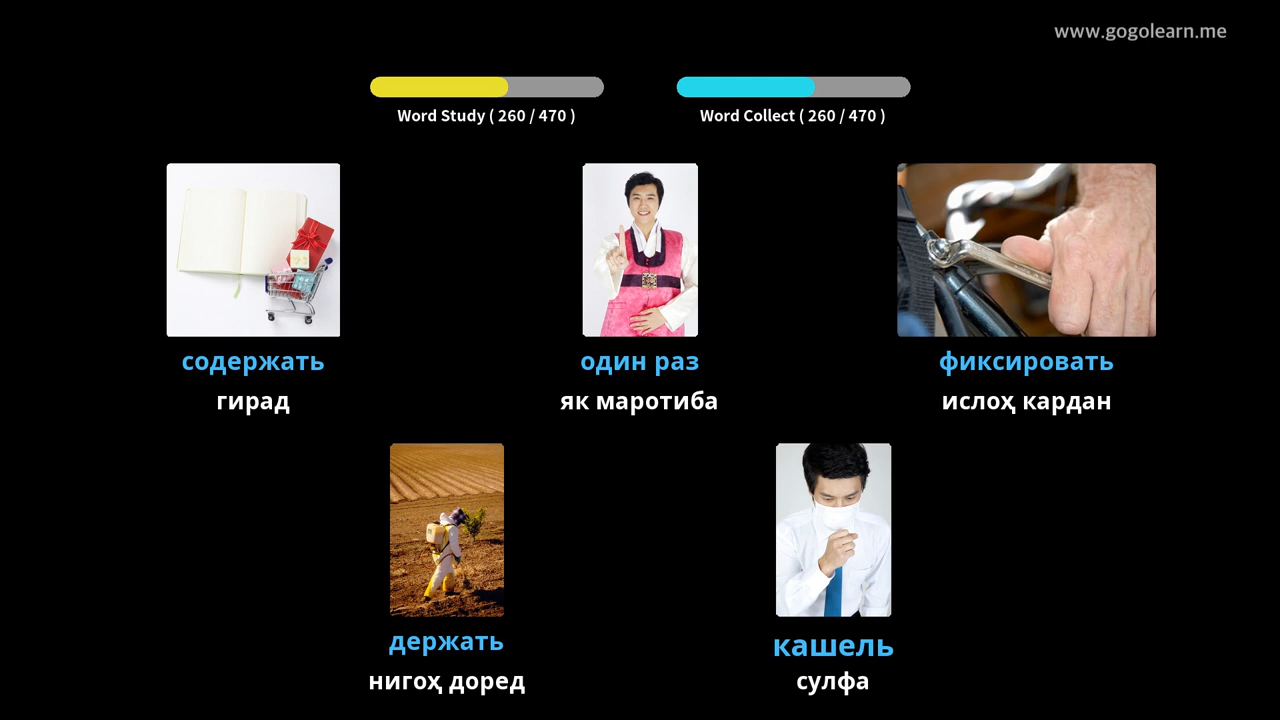 www.gogolearn.me
Word Study ( 260 / 470 )
Word Collect ( 260 / 470 )
содержать
гирад
один раз
як маротиба
фиксировать
ислоҳ кардан
держать
нигоҳ доред
кашель
сулфа